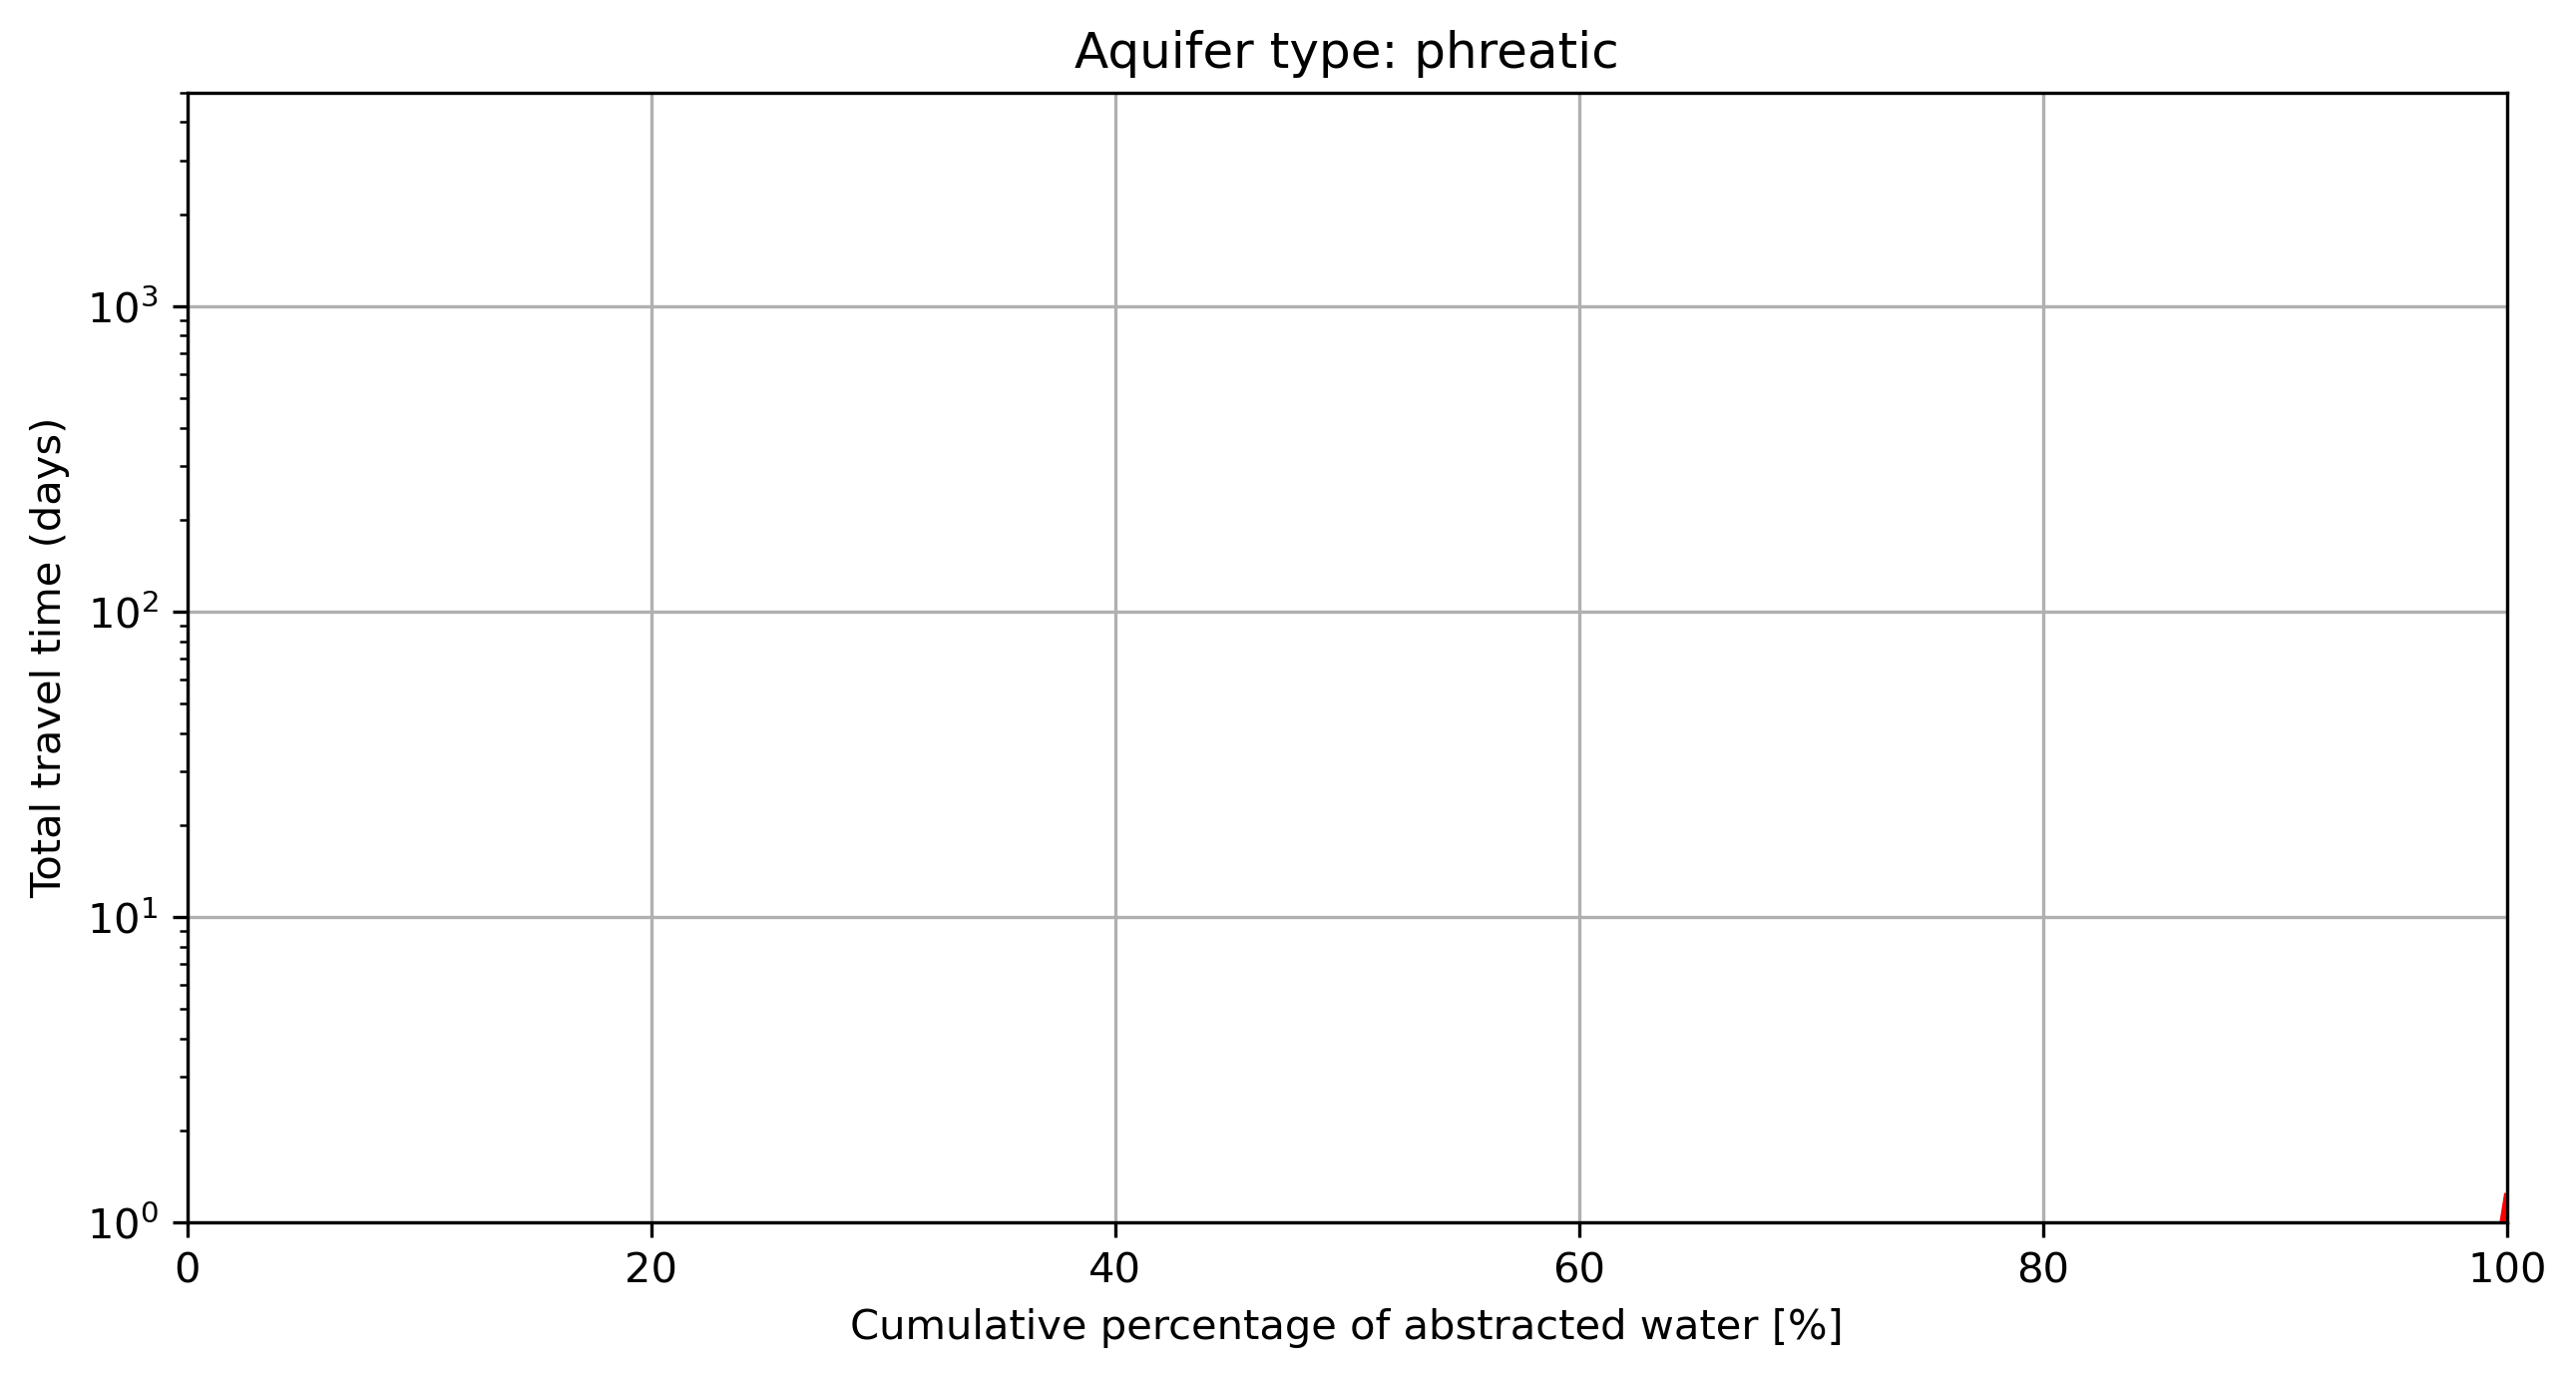 Aquifer type: phreatic
Total travel time (days)
10³
10²
10¹
10⁰
0 20 40 60 80 100
Cumulative percentage of abstracted water [%]